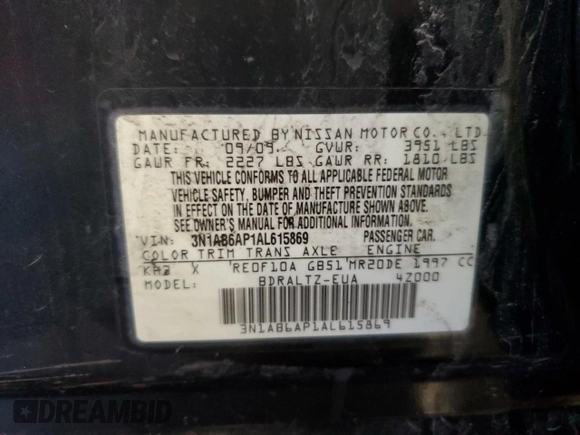 MANUFACTURED BY NISSAN MOTOR CO., LTD.
DATE: 09/09 GVWR: 3951 LBS
GAWR FR: 2227 LBS GAWR RR: 1810 LBS
THIS VEHICLE CONFORMS TO ALL APPLICABLE FEDERAL MOTOR
VEHICLE SAFETY, BUMPER AND THEFT PREVENTION STANDARDS
IN EFFECT ON THE DATE OF MANUFACTURE SHOWN ABOVE.
SEE OWNER'S MANUAL FOR ADDITIONAL INFORMATION.
VIN: 3N1AB6AP1AL615869 PASSENGER CAR.
COLOR TRIM TRANS AXLE ENGINE
KH3 X RE0F10A GB51 MR20DE 1997 CC
MODEL: BDRALTZ-EUA 4Z000
3N1AB6AP1AL615869
DREAMBID